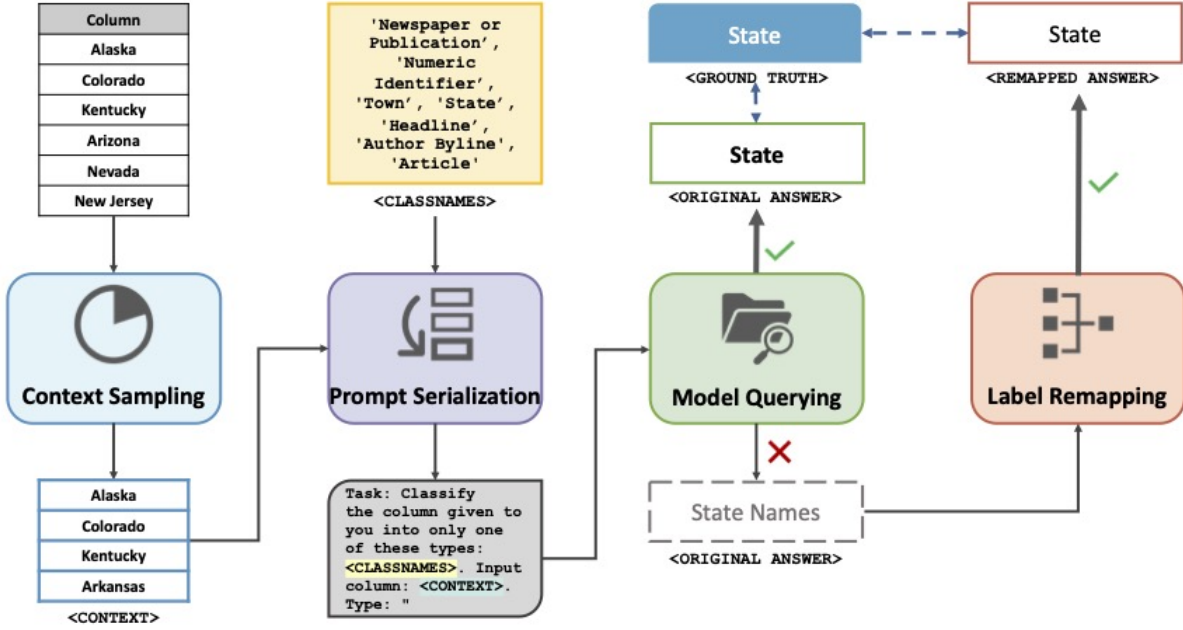 Column
Alaska
Colorado
Kentucky
Arizona
Nevada
New Jersey
Context Sampling
Alaska
Colorado
Kentucky
Arkansas
<CONTEXT>
'Newspaper or
Publication’,
'Numeric
Identifier’,
'Town’, 'State’,
'Headline’,
'Author Byline',
'Article'
<CLASSNAMES>
Prompt Serialization
Task: Classify
the column given to
you into only one
of these types:
<CLASSNAMES>. Input
column: <CONTEXT>.
Type: "
State
<GROUND TRUTH>
State
<ORIGINAL ANSWER>
Model Querying
State Names
<ORIGINAL ANSWER>
State
<REMAPPED ANSWER>
Label Remapping